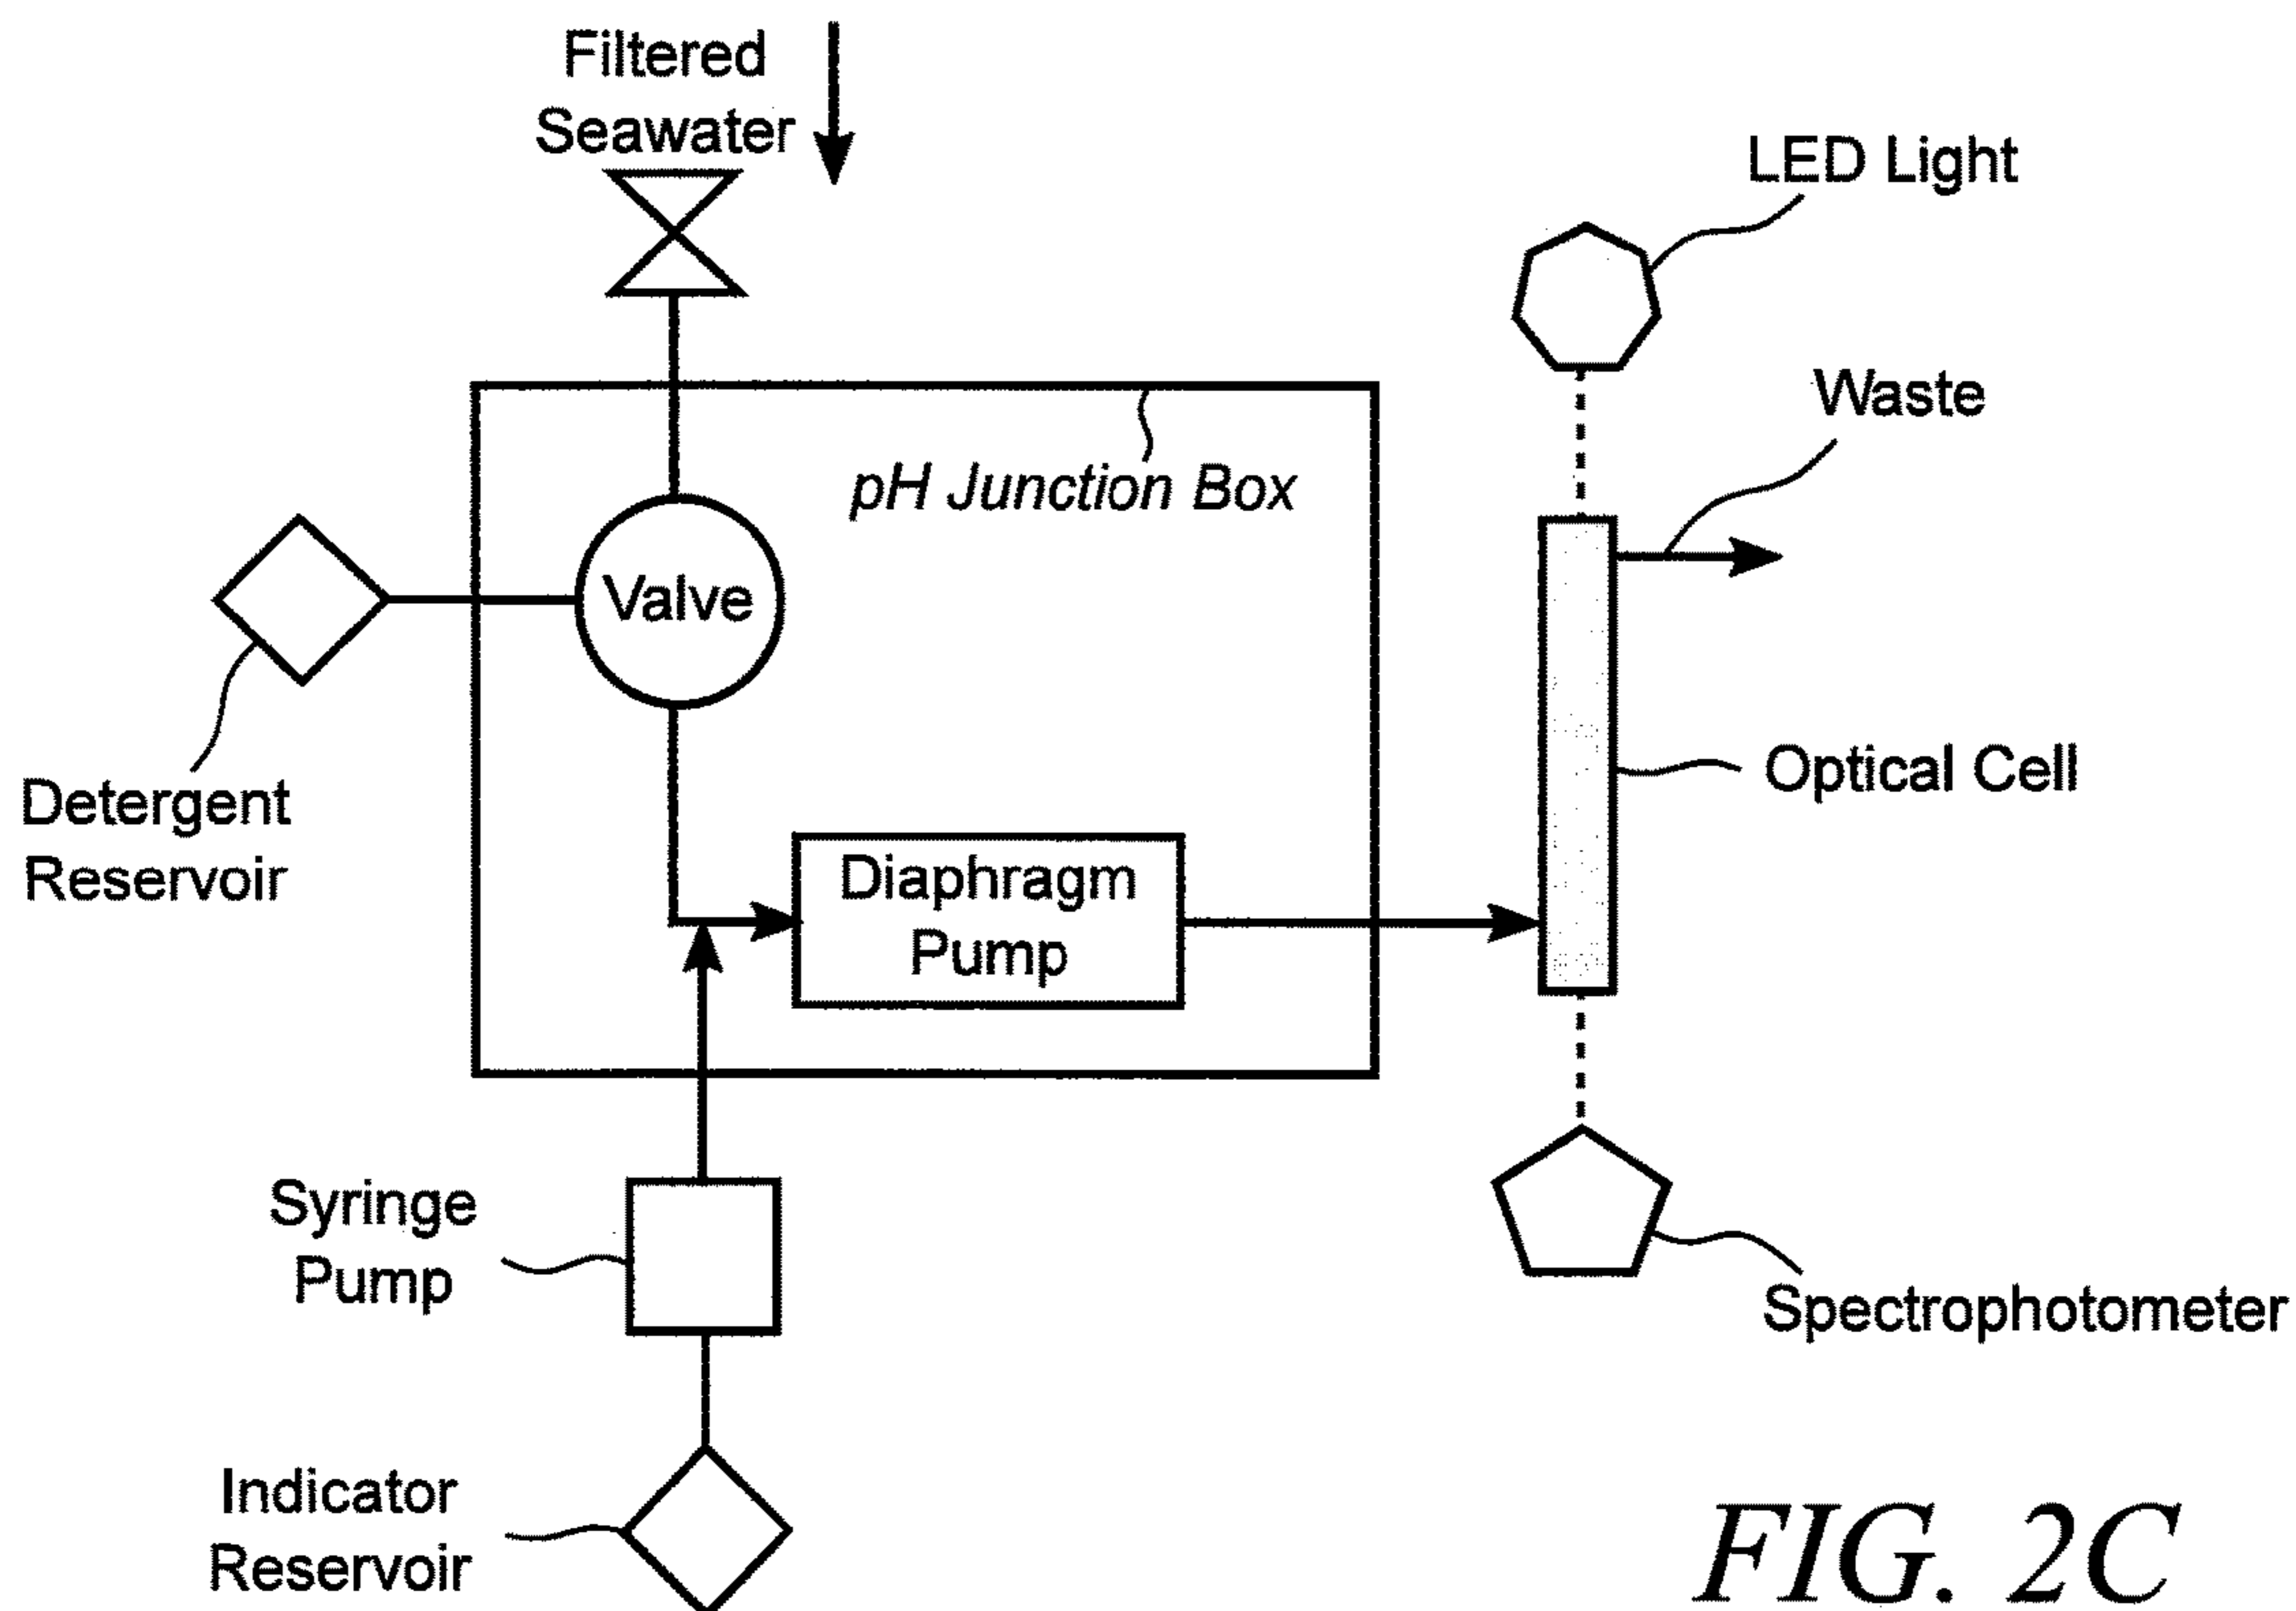 Filtered
Seawater
LED Light
Waste
pH Junction Box
Valve
Optical Cell
Detergent
Reservoir
Diaphragm
Pump
Syringe
Pump
Spectrophotometer
Indicator
Reservoir
FIG. 2C